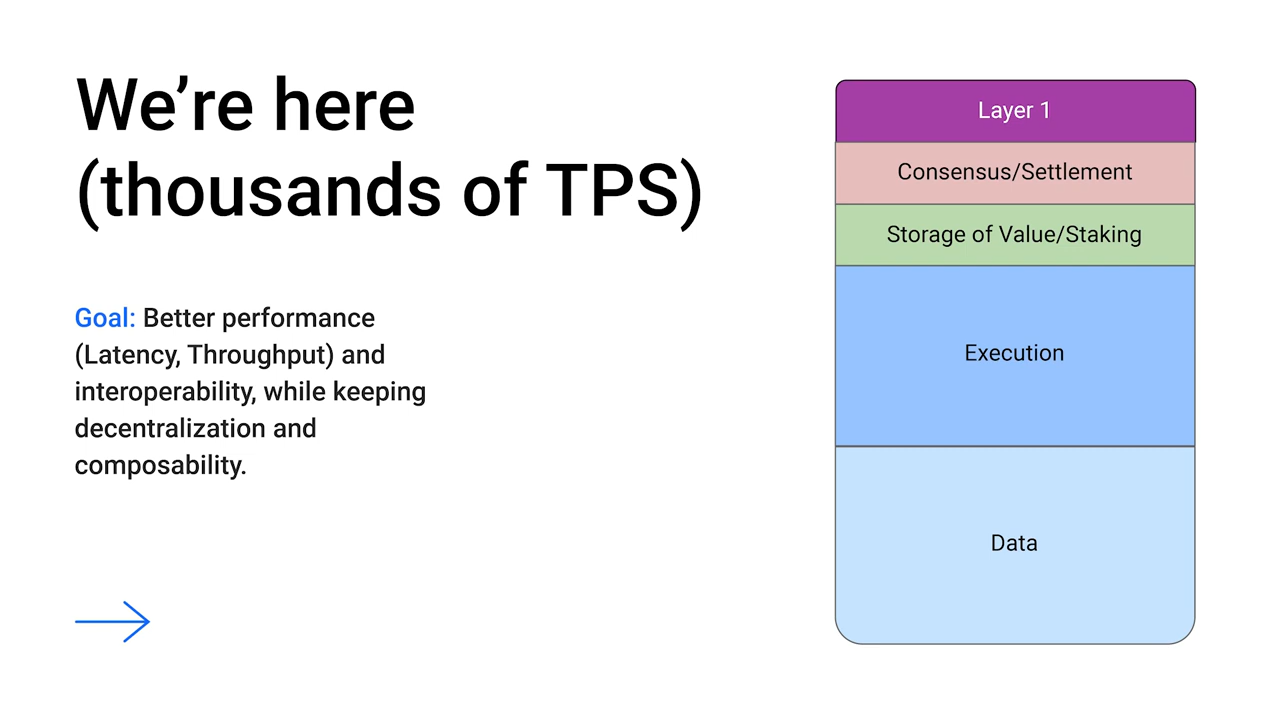 We’re here
(thousands of TPS)
Goal: Better performance
(Latency, Throughput) and
interoperability, while keeping
decentralization and
composability.
Layer 1
Consensus/Settlement
Storage of Value/Staking
Execution
Data